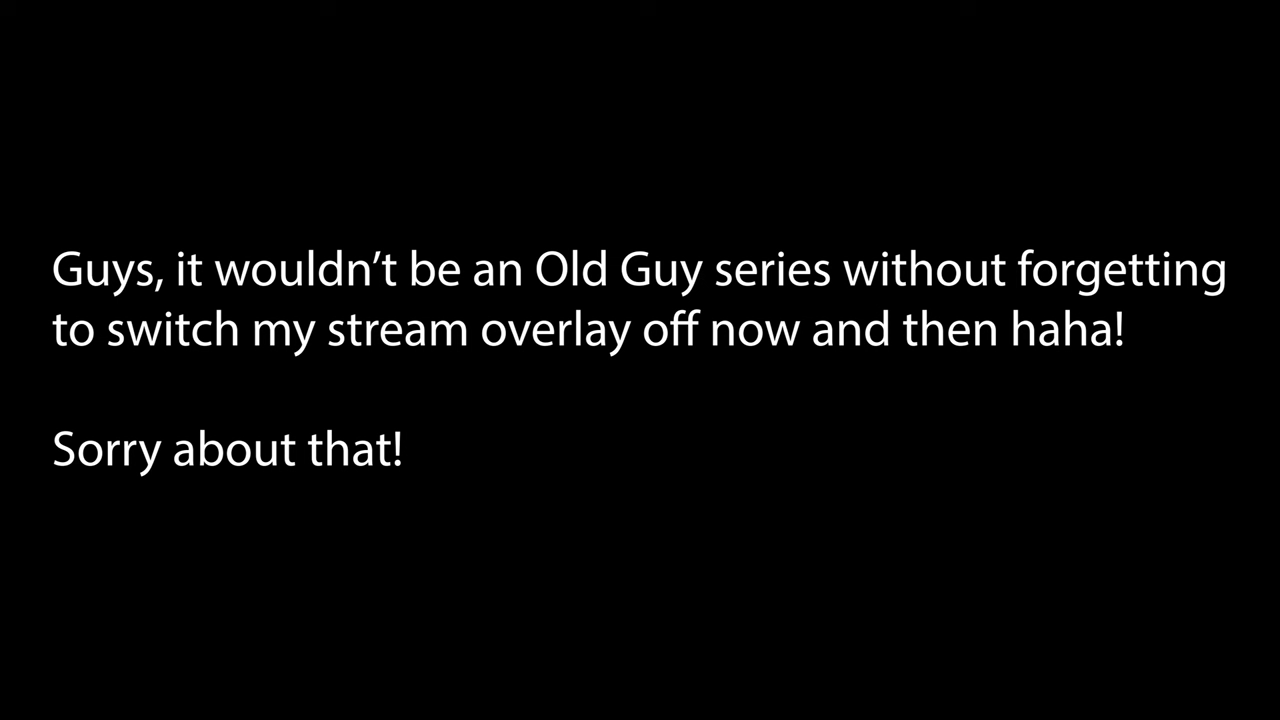 Guys, it wouldn’t be an Old Guy series without forgetting
to switch my stream overlay off now and then haha!
Sorry about that!